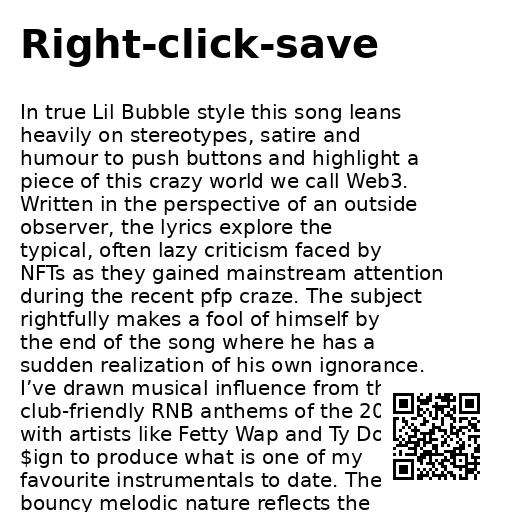 Right-click-save
In true Lil Bubble style this song leans
heavily on stereotypes, satire and
humour to push buttons and highlight a
piece of this crazy world we call Web3.
Written in the perspective of an outside
observer, the lyrics explore the
typical, often lazy criticism faced by
NFTs as they gained mainstream attention
during the recent pfp craze. The subject
rightfully makes a fool of himself by
the end of the song where he has a
sudden realization of his own ignorance.
I’ve drawn musical influence from
club-friendly RNB anthems of the
with artists like Fetty Wap and Ty
$ign to produce what is one of my
favourite instrumentals to date. The
bouncy melodic nature reflects the